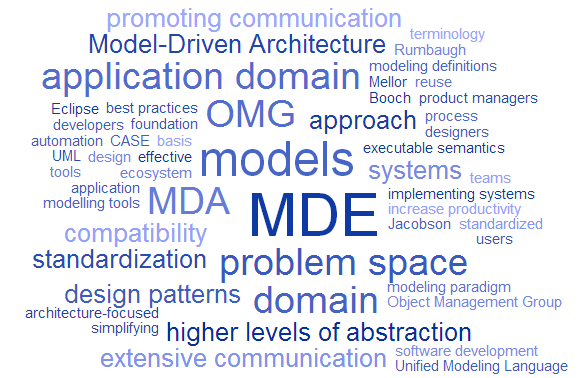 promoting communication
terminology
Model-Driven Architecture
Rumbaugh
application domain
modeling definitions
Mellor reuse
Booch product managers
Eclipse best practices
OMG
approach
process
developers foundation
designers
automation CASE basis
executable semantics
UML design effective
models
systems
tools
ecosystem
teams
application
MDA
MDE
implementing systems
modelling tools
increase productivity
compatibility
Jacobson standardized
users
standardization
problem space
design patterns
domain
modeling paradigm
Object Management Group
architecture-focused
simplifying
higher levels of abstraction
extensive communication
software development
Unified Modeling Language